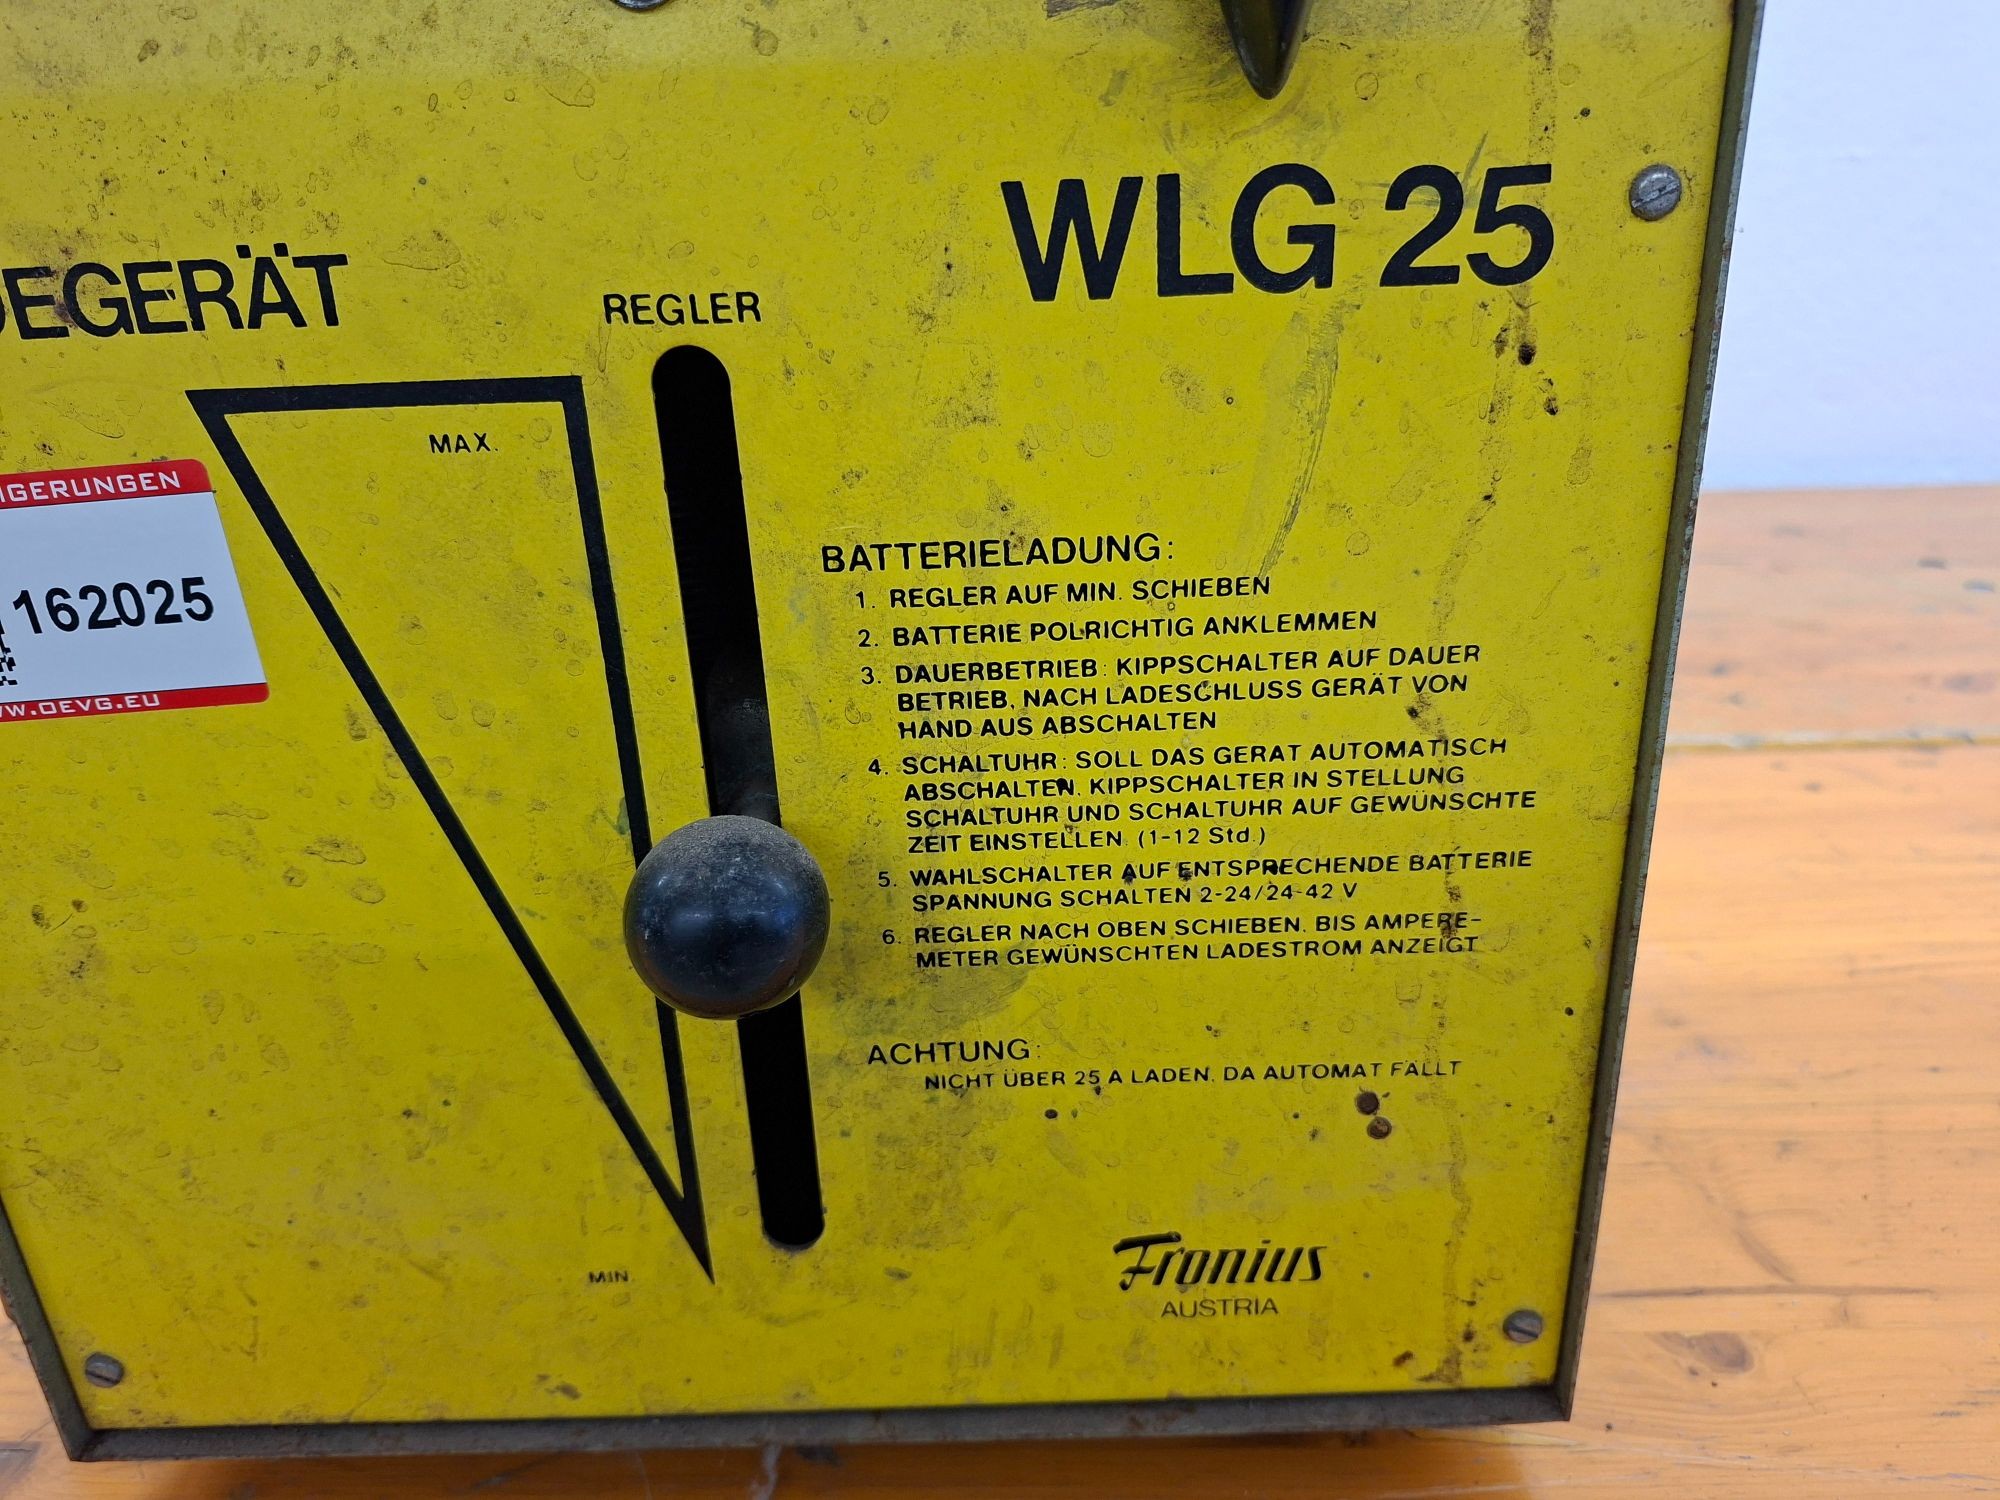 WLG 25
DEGERÄT
REGLER
MAX.
IGERUNGEN
162025
WW.OEVG.EU
BATTERIELADUNG:
1. REGLER AUF MIN. SCHIEBEN
2. BATTERIE POLRICHTIG ANKLEMMEN
3. DAUERBETRIEB: KIPPSCHALTER AUF DAUER
BETRIEB, NACH LADESCHLUSS GERÄT VON
HAND AUS ABSCHALTEN
4. SCHALTUHR: SOLL DAS GERAT AUTOMATISCH
ABSCHALTEN, KIPPSCHALTER IN STELLUNG
SCHALTUHR UND SCHALTUHR AUF GEWÜNSCHTE
ZEIT EINSTELLEN. (1-12 Std.)
5. WAHLSCHALTER AUF ENTSPRECHENDE BATTERIE
SPANNUNG SCHALTEN 2-24/24-42 V
6. REGLER NACH OBEN SCHIEBEN, BIS AMPERE-
METER GEWÜNSCHTEN LADESTROM ANZEIGT
ACHTUNG:
NICHT ÜBER 25 A LADEN, DA AUTOMAT FÄLLT
MIN.
Fronius
AUSTRIA